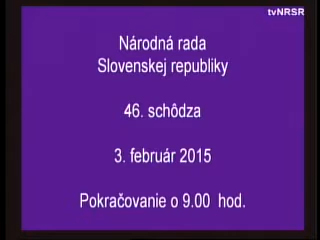 tvNRSR
Národná rada
Slovenskej republiky
46. schôdza
3. február 2015
Pokračovanie o 9.00 hod.